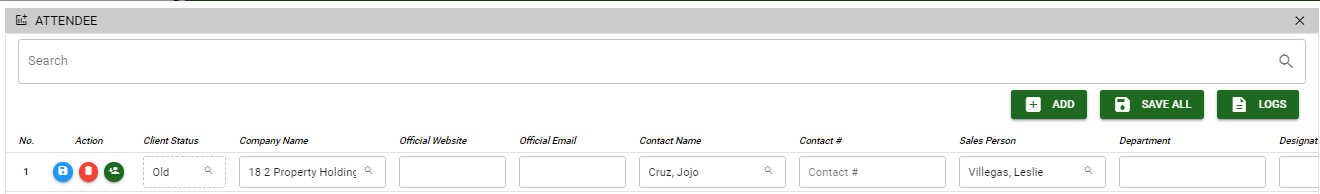 ATTENDEE
Search
ADD SAVE ALL LOGS
No. Action Client Status Company Name Official Website Official Email Contact Name Contact # Sales Person Department Designat
1 Old 18 2 Property Holding Cruz, Jojo Contact # Villegas, Leslie